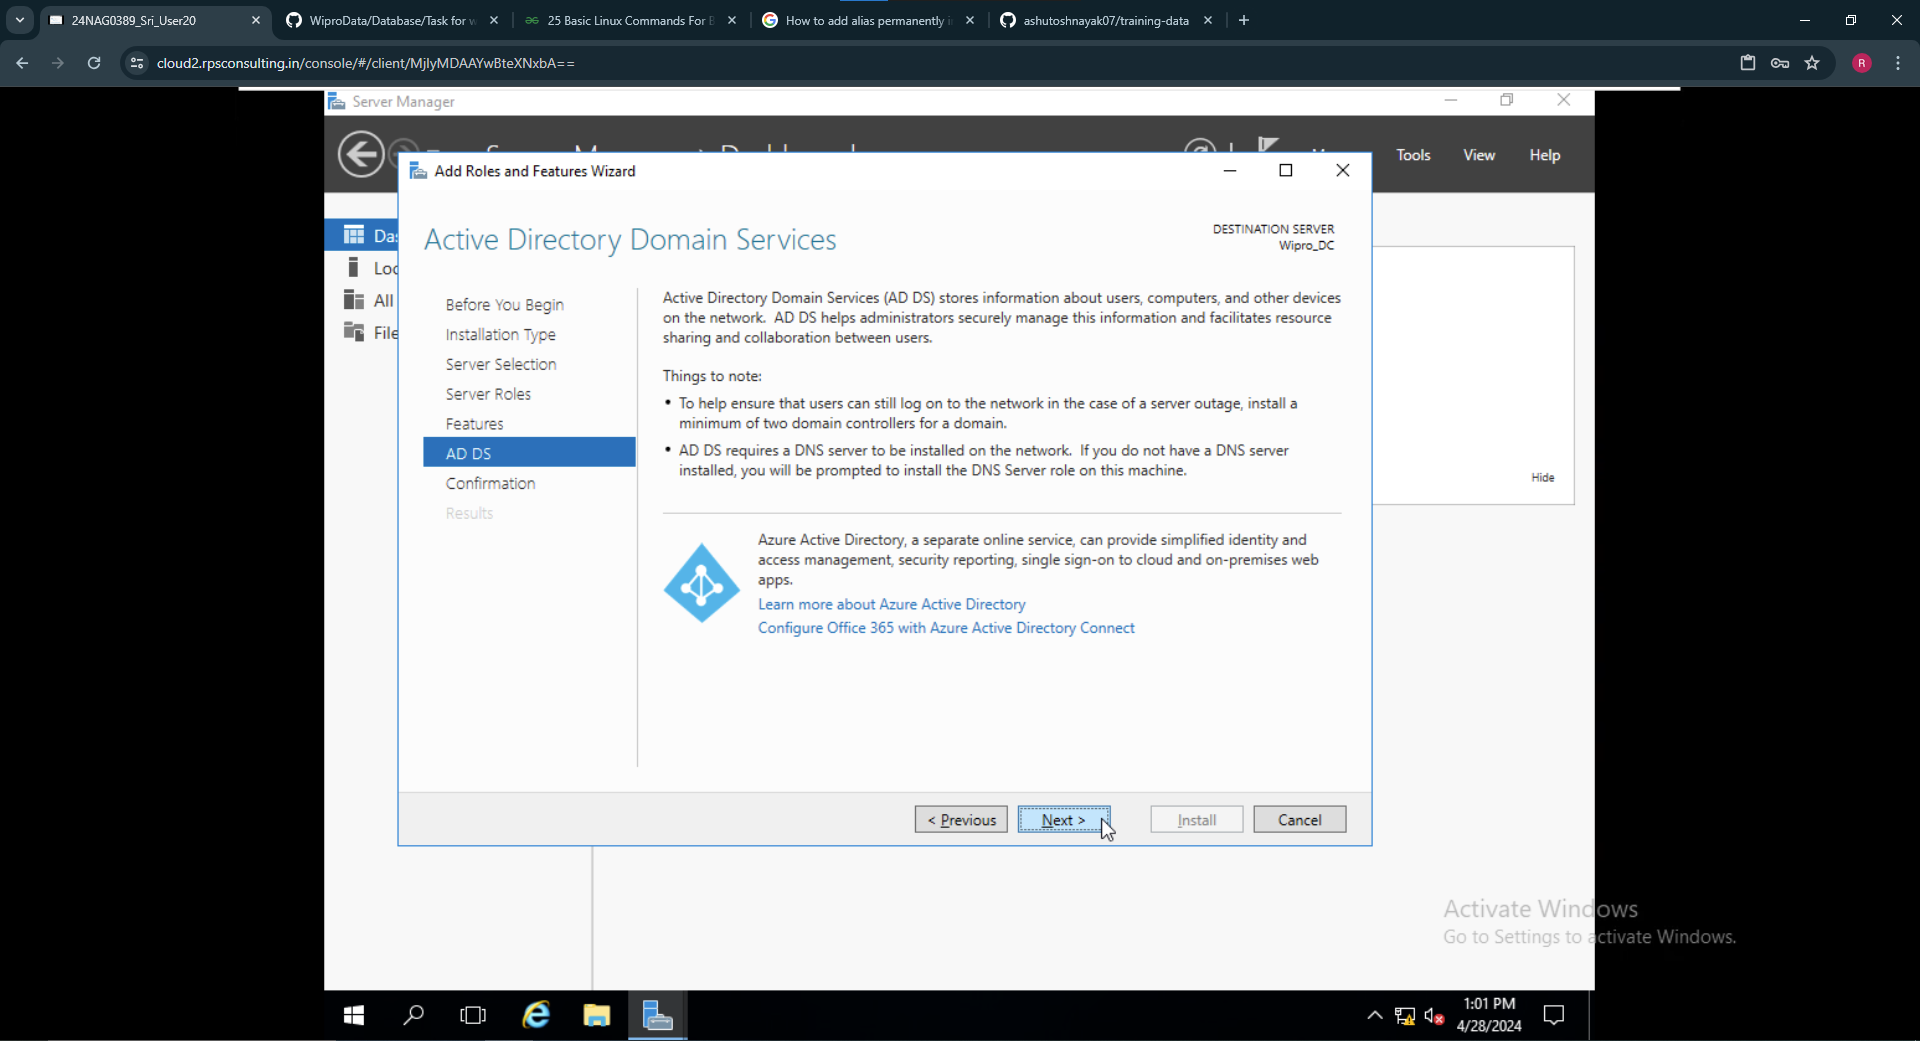 24NAG0389_Sri_User20
WiproData/Database/Task for w
25 Basic Linux Commands For B
How to add alias permanently i
ashutoshnayak07/training-data
cloud2.rpsconsulting.in/console/#/client/MjIyMDAAYwBteXNxbA==
R
Server Manager
Tools
View
Help
Add Roles and Features Wizard
Active Directory Domain Services
DESTINATION SERVER
Wipro_DC
Das
Loc
All
File
Before You Begin
Installation Type
Server Selection
Server Roles
Features
AD DS
Confirmation
Results
Active Directory Domain Services (AD DS) stores information about users, computers, and other devices
on the network. AD DS helps administrators securely manage this information and facilitates resource
sharing and collaboration between users.
Things to note:
• To help ensure that users can still log on to the network in the case of a server outage, install a
minimum of two domain controllers for a domain.
• AD DS requires a DNS server to be installed on the network. If you do not have a DNS server
installed, you will be prompted to install the DNS Server role on this machine.
Hide
Azure Active Directory, a separate online service, can provide simplified identity and
access management, security reporting, single sign-on to cloud and on-premises web
apps.
Learn more about Azure Active Directory
Configure Office 365 with Azure Active Directory Connect
< Previous
Next >
Install
Cancel
Activate Windows
Go to Settings to activate Windows.
1:01 PM
4/28/2024